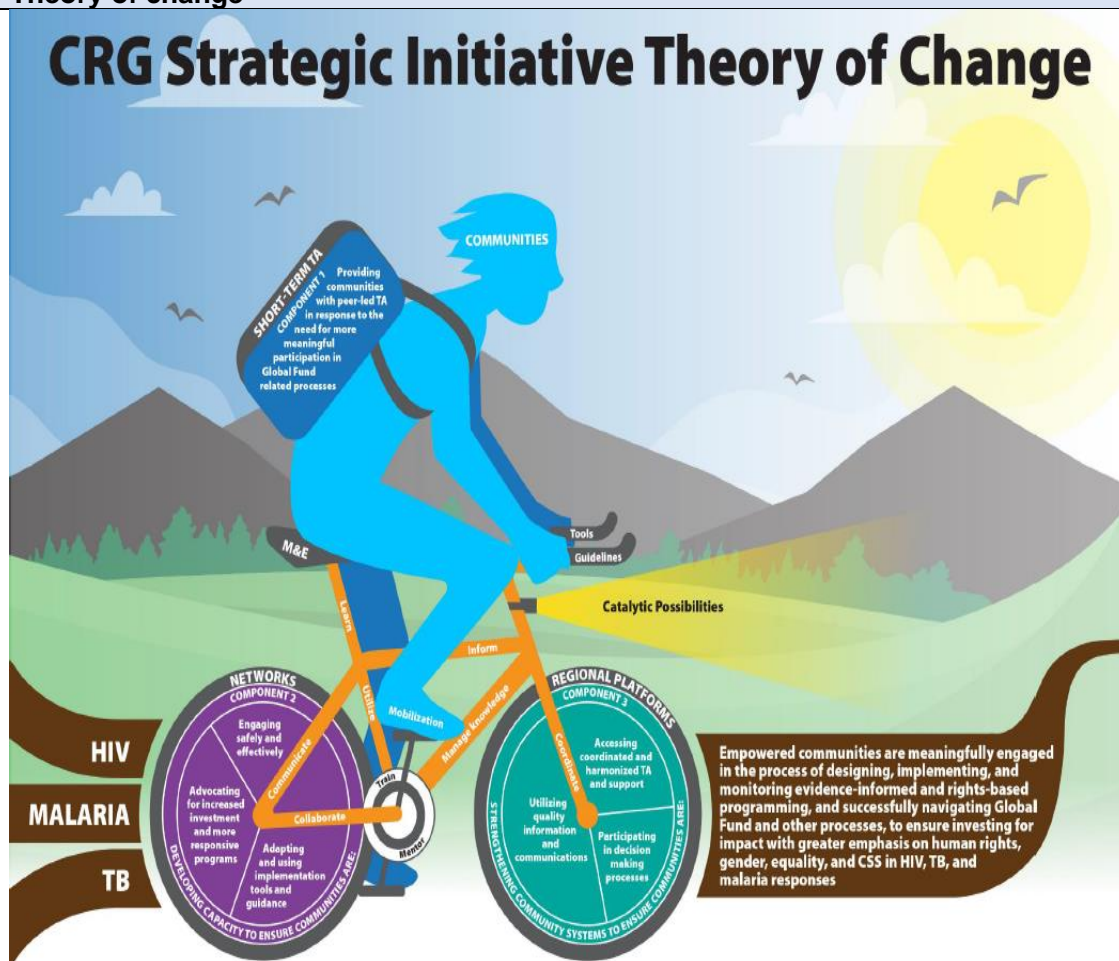 Theory of change
CRG Strategic Initiative Theory of Change
COMMUNITIES
SHORT-TERM TA
COMPONENT 1
Providing
communities
with peer-led TA
in response to the
need for more
meaningful
participation in
Global Fund
related processes
M&E
Tools
Guidelines
Catalytic Possibilities
Learn
Inform
Utilize
Mobilization
Manage knowledge
Communicate
Collaborate
Coordinate
Train
Mentor
NETWORKS
COMPONENT 2
Engaging
safely and
effectively
Advocating
for increased
investment
and more
responsive
programs
Adapting
and using
implementation
tools and
guidance
DEVELOPING CAPACITY TO ENSURE COMMUNITIES ARE:
REGIONAL PLATFORMS
COMPONENT 3
Accessing
coordinated and
harmonized TA
and support
Utilizing
quality
information
and
communications
Participating
in decision
making
processes
STRENGTHENING COMMUNITY SYSTEMS TO ENSURE COMMUNITIES ARE:
HIV
MALARIA
TB
Empowered communities are meaningfully engaged
in the process of designing, implementing, and
monitoring evidence-informed and rights-based
programming, and successfully navigating Global
Fund and other processes, to ensure investing for
impact with greater emphasis on human rights,
gender, equality, and CSS in HIV, TB, and
malaria responses